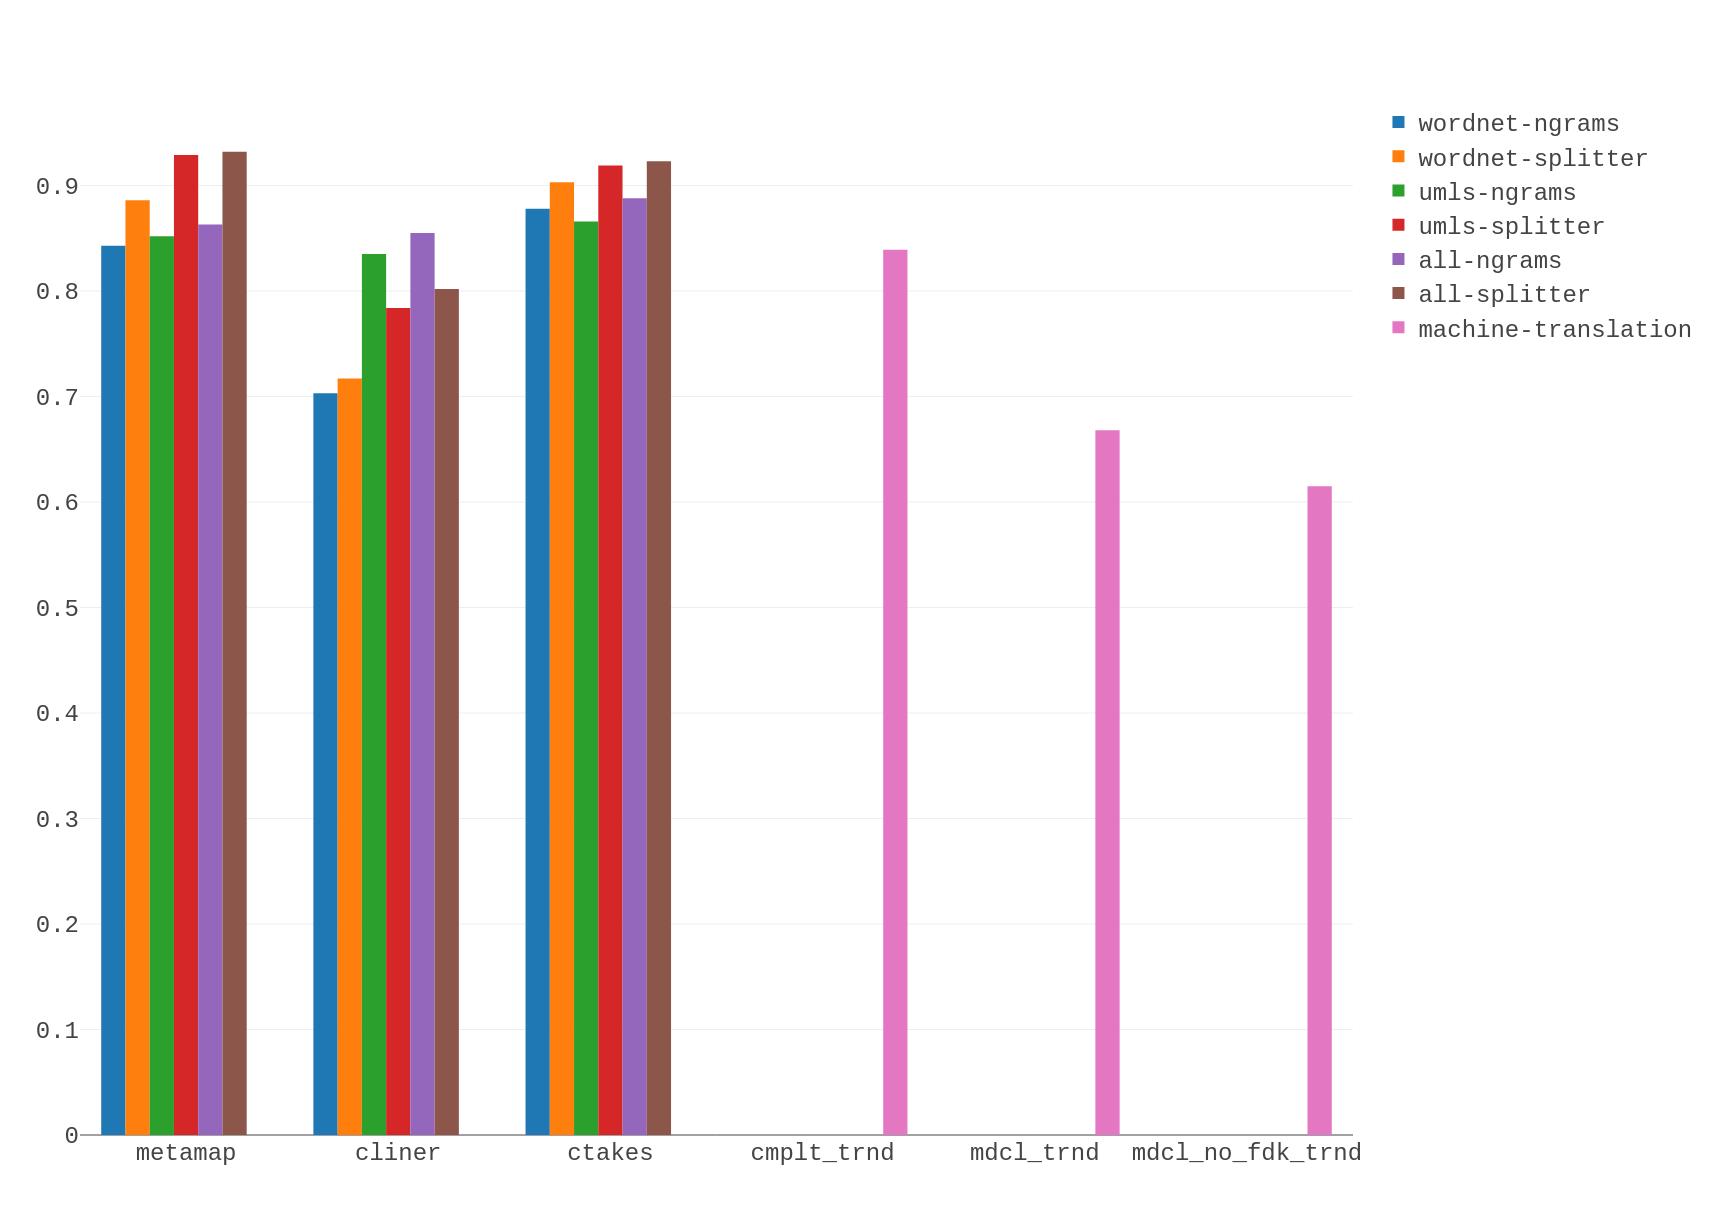 wordnet-ngrams
wordnet-splitter
umls-ngrams
umls-splitter
all-ngrams
all-splitter
machine-translation
0.9
0.8
0.7
0.6
0.5
0.4
0.3
0.2
0.1
0
metamap cliner ctakes cmplt_trnd mdcl_trnd mdcl_no_fdk_trnd